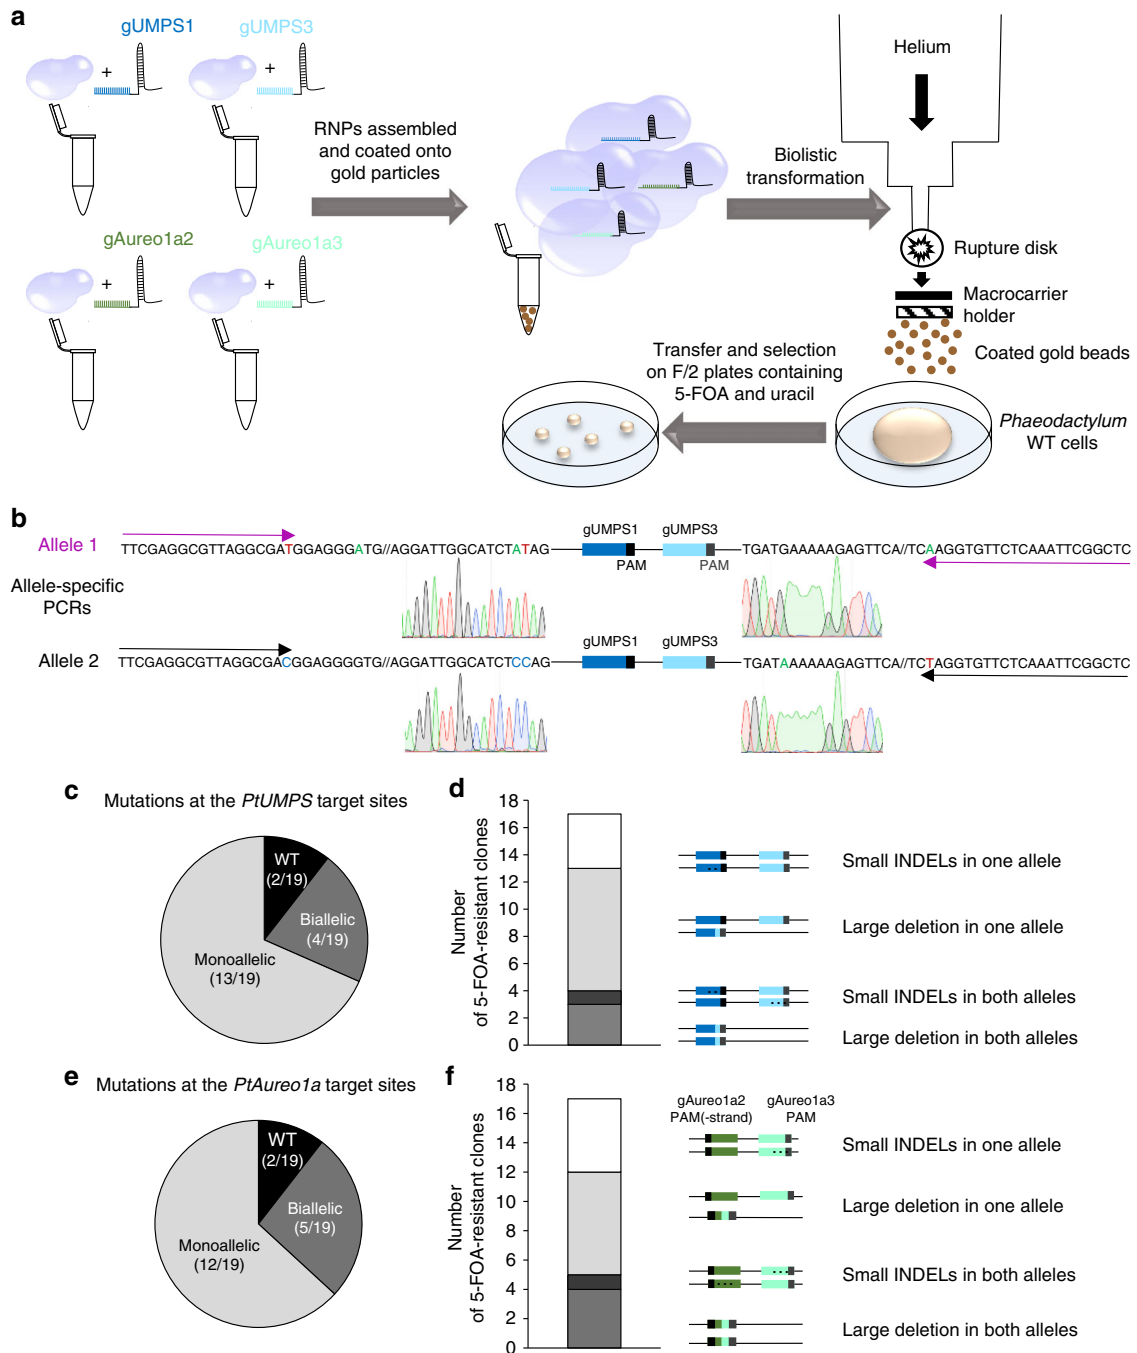 a
gUMPS1
gUMPS3
+
+
gAureo1a2
gAureo1a3
+
+
RNPs assembled
and coated onto
gold particles
Biolistic
transformation
Helium
Rupture disk
Macrocarrier
holder
Coated gold beads
Transfer and selection
on F/2 plates containing
5-FOA and uracil
Phaeodactylum
WT cells
b
gUMPS1
gUMPS3
Allele 1
TTCGAGGCGTTAGGCGATGGAGGGATG//AGGATTGGCATCTATAG
TGATGAAAAAGAGTTCA//TCAAGGTGTTCTCAAATTCGGCTC
PAM
PAM
Allele-specific
PCRs
gUMPS1
gUMPS3
Allele 2
TTCGAGGCGTTAGGCGACGGAGGGGTG//AGGATTGGCATCTCCAG
TGATAAAAAAGAGTTCA//TCTAGGTGTTCTCAAATTCGGCTC
c
Mutations at the PtUMPS target sites
WT
(2/19)
Biallelic
(4/19)
Monoallelic
(13/19)
d
Number
of 5-FOA-resistant clones
18
16
14
12
10
8
6
4
2
0
Small INDELs in one allele
Large deletion in one allele
Small INDELs in both alleles
Large deletion in both alleles
e
Mutations at the PtAureo1a target sites
WT
(2/19)
Biallelic
(5/19)
Monoallelic
(12/19)
f
Number
of 5-FOA-resistant clones
18
16
14
12
10
8
6
4
2
0
gAureo1a2
PAM(-strand)
gAureo1a3
PAM
Small INDELs in one allele
Large deletion in one allele
Small INDELs in both alleles
Large deletion in both alleles